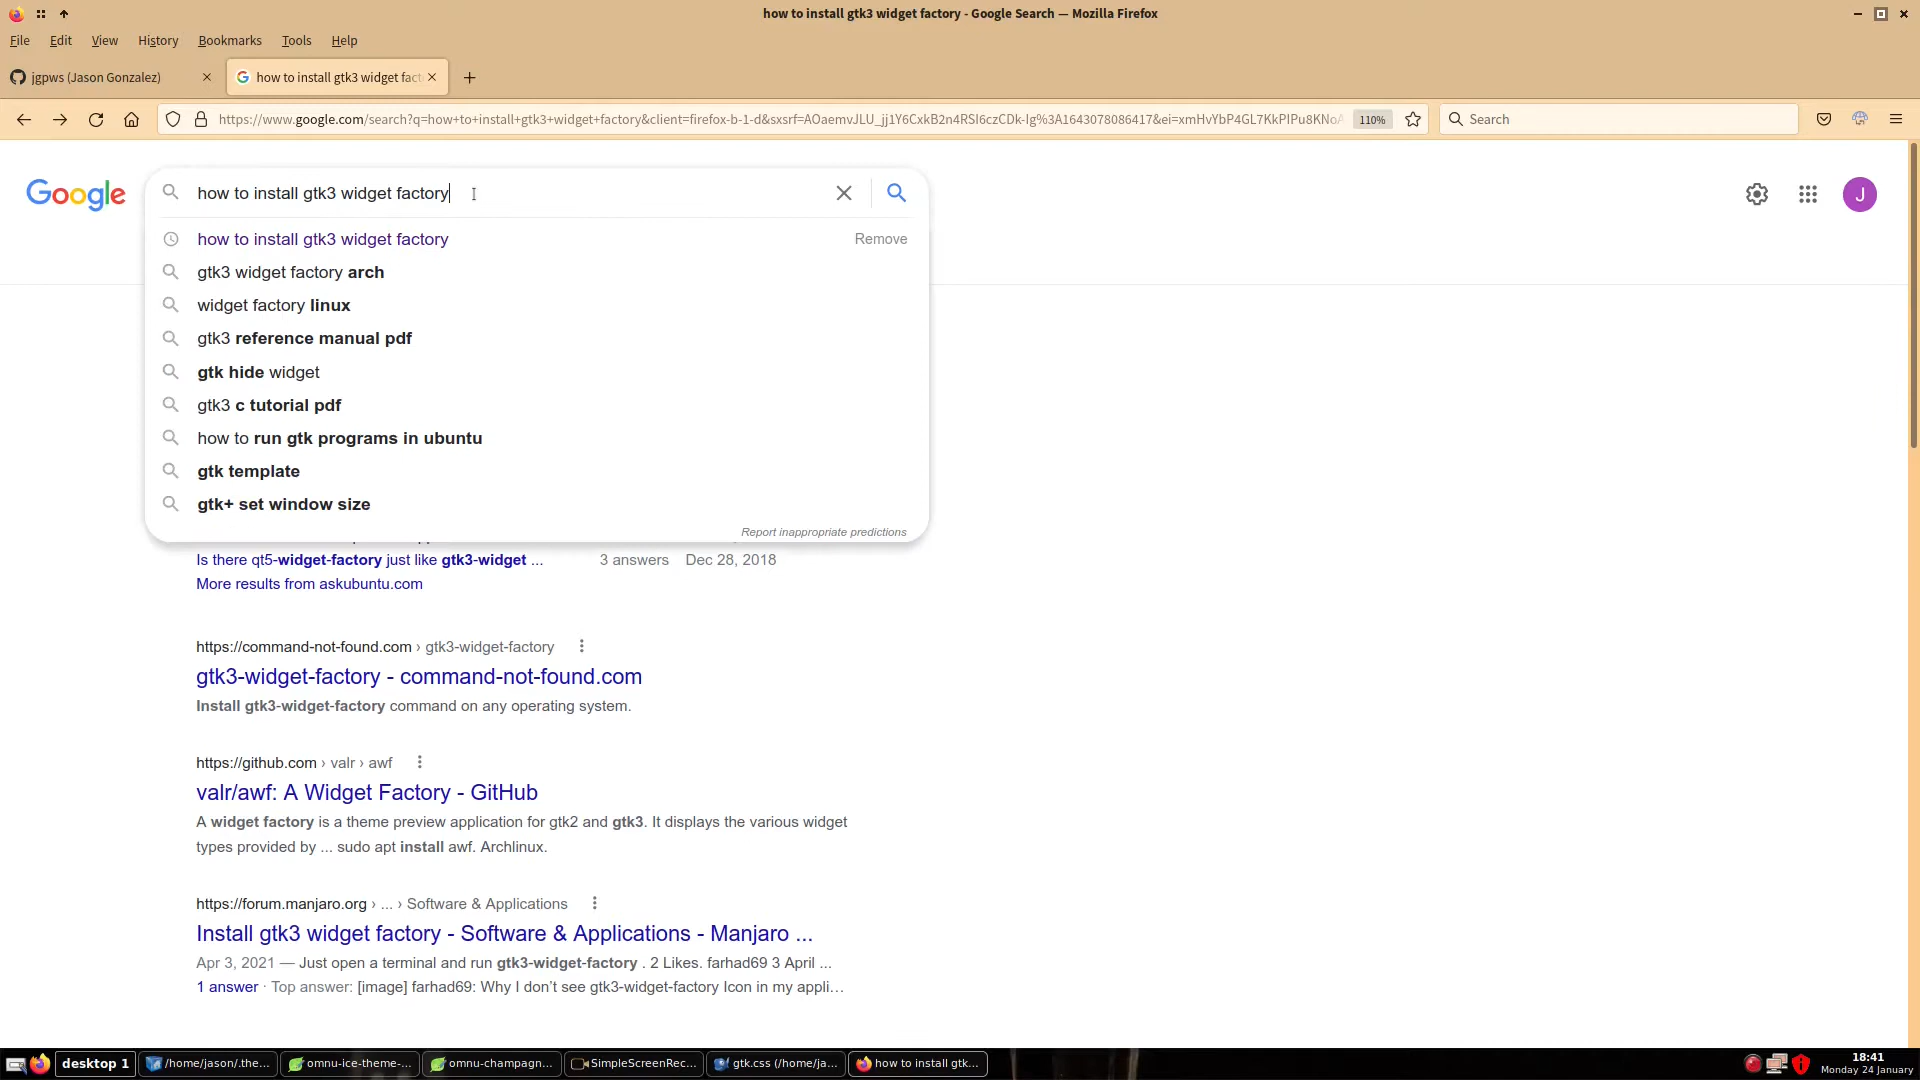 how to install gtk3 widget factory - Google Search — Mozilla Firefox
File Edit View History Bookmarks Tools Help
jgpws (Jason Gonzalez)
how to install gtk3 widget fact
https://www.google.com/search?q=how+to+install+gtk3+widget+factory&client=firefox-b-1-d&sxsrf=AOaemvJLU_jj1Y6CxkB2n4RSI6czCDk-Ig%3A1643078086417&ei=xmHvYbP4GL7KkPIPu8KNoA
110%
Search
Google
how to install gtk3 widget factory
J
how to install gtk3 widget factory Remove
gtk3 widget factory arch
widget factory linux
gtk3 reference manual pdf
gtk hide widget
gtk3 c tutorial pdf
how to run gtk programs in ubuntu
gtk template
gtk+ set window size
Report inappropriate predictions
Is there qt5-widget-factory just like gtk3-widget ... 3 answers Dec 28, 2018
More results from askubuntu.com
https://command-not-found.com › gtk3-widget-factory
gtk3-widget-factory - command-not-found.com
Install gtk3-widget-factory command on any operating system.
https://github.com › valr › awf
valr/awf: A Widget Factory - GitHub
A widget factory is a theme preview application for gtk2 and gtk3. It displays the various widget
types provided by ... sudo apt install awf. Archlinux.
https://forum.manjaro.org › ... › Software & Applications
Install gtk3 widget factory - Software & Applications - Manjaro ...
Apr 3, 2021 — Just open a terminal and run gtk3-widget-factory . 2 Likes. farhad69 3 April ...
1 answer · Top answer: [image] farhad69: Why I don't see gtk3-widget-factory Icon in my appli...
desktop 1
/home/jason/.the...
omnu-ice-theme-...
omnu-champagn...
SimpleScreenRec...
gtk.css (/home/ja...
how to install gtk...
18:41
Monday 24 January